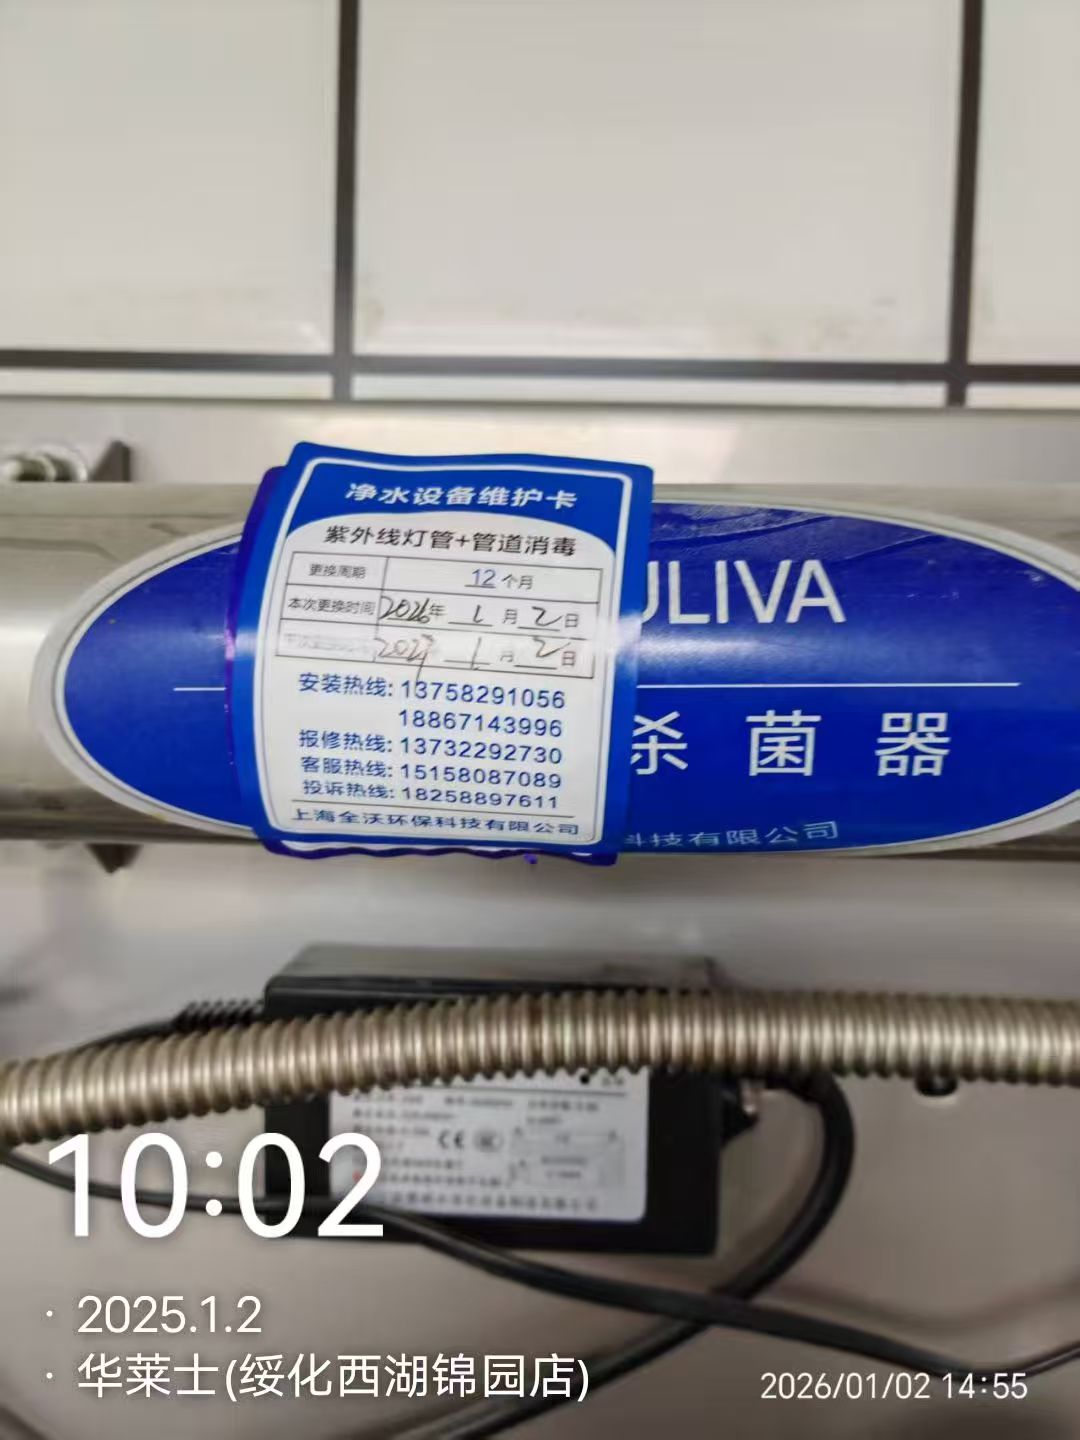 净水设备维护卡
紫外线灯管+管道消毒
更换周期 12个月
本次更换时间 2026年 1 月 2 日
2027 1 月 2 日
安装热线: 13758291056
18867143996
报修热线: 13732292730
客服热线: 15158087089
投诉热线: 18258897611
上海全沃环保科技有限公司
ULIVA
杀菌器
科技有限公司
CE
10:02
· 2025.1.2
· 华莱士(绥化西湖锦园店)
2026/01/02 14:55